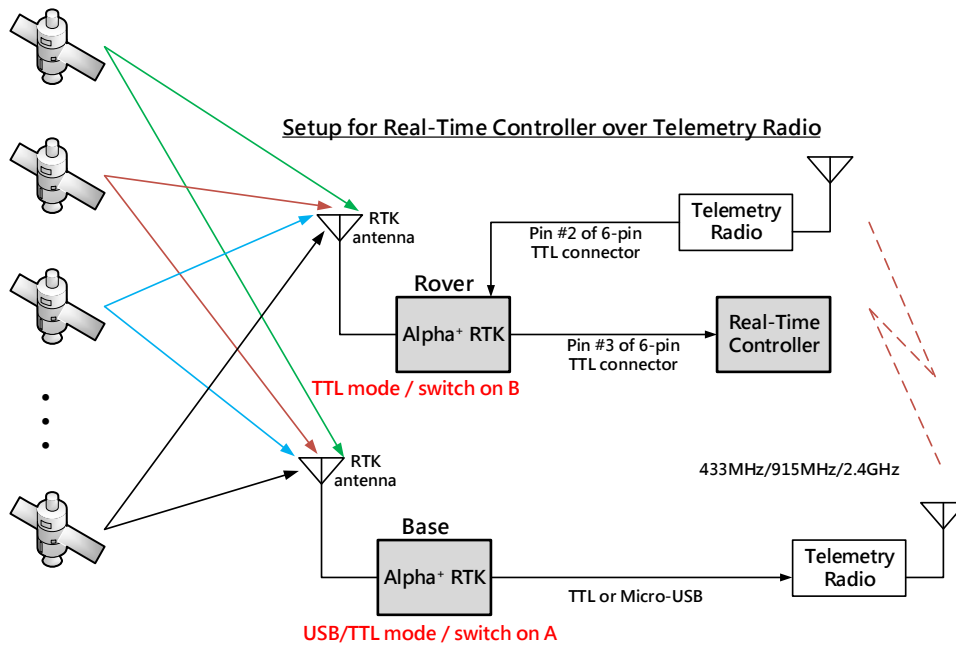 Setup for Real-Time Controller over Telemetry Radio
RTK
antenna
Pin #2 of 6-pin
TTL connector
Telemetry
Radio
Rover
Alpha⁺ RTK
Pin #3 of 6-pin
TTL connector
Real-Time
Controller
TTL mode / switch on B
RTK
antenna
433MHz/915MHz/2.4GHz
Base
Alpha⁺ RTK
TTL or Micro-USB
Telemetry
Radio
USB/TTL mode / switch on A